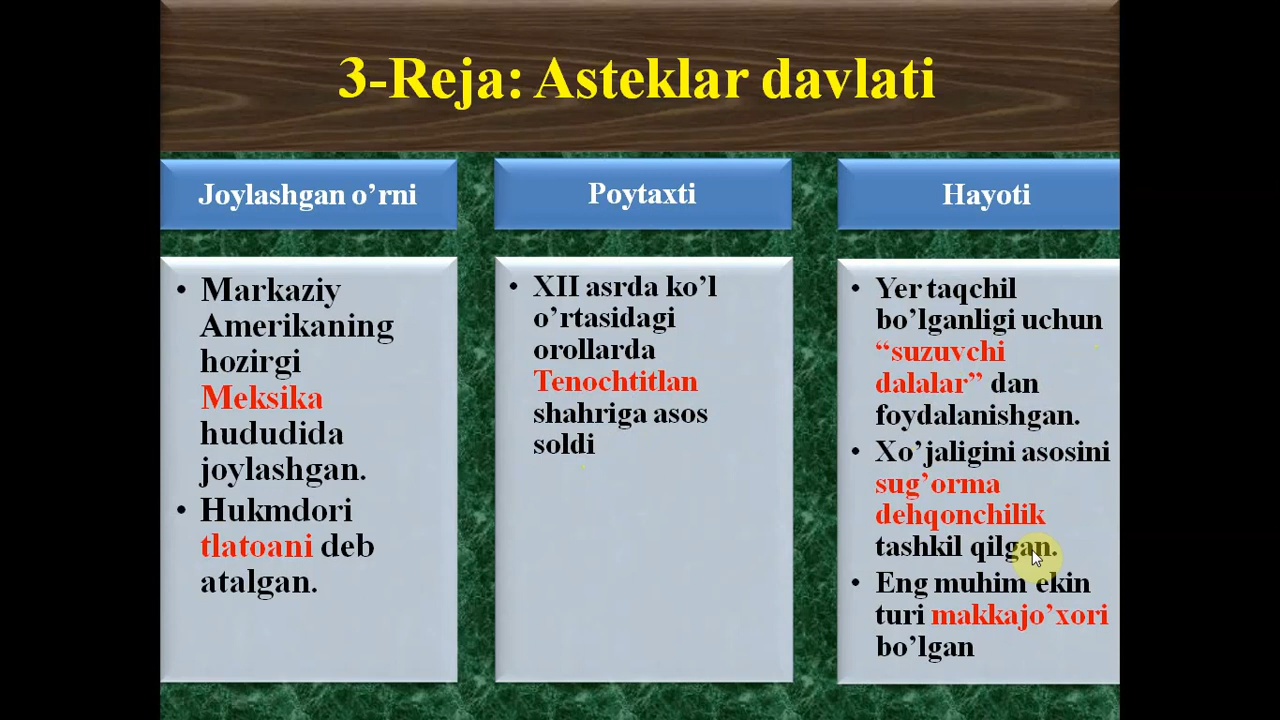 3-Reja: Asteklar davlati
Joylashgan o’rni
• Markaziy
Amerikaning
hozirgi
Meksika
hududida
joylashgan.
• Hukmdori
tlatoani deb
atalgan.
Poytaxti
• XII asrda ko’l
o’rtasidagi
orollarda
Tenochtitlan
shahriga asos
soldi
Hayoti
• Yer taqchil
bo’lganligi uchun
“suzuvchi
dalalar” dan
foydalanishgan.
• Xo’jaligini asosini
sug’orma
dehqonchilik
tashkil qilgan.
• Eng muhim ekin
turi makkajo’xori
bo’lgan